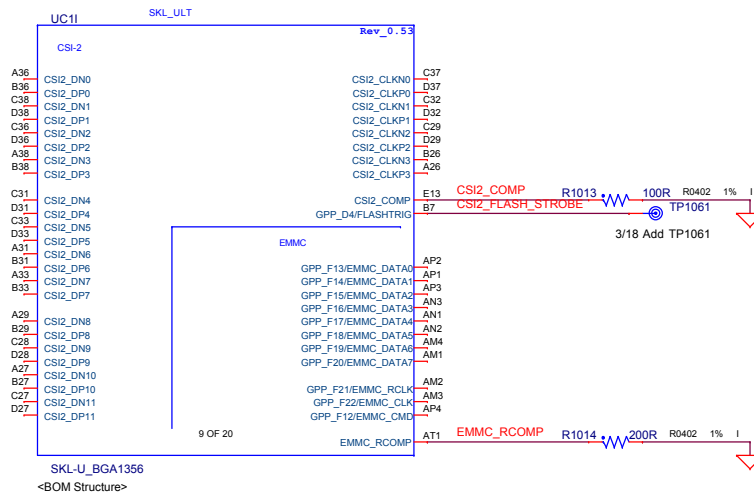 UC1I SKL_ULT
Rev_0.53
CSI-2
A36 CSI2_DN0 CSI2_CLKN0 C37
B36 CSI2_DP0 CSI2_CLKP0 D37
C38 CSI2_DN1 CSI2_CLKN1 C32
D38 CSI2_DP1 CSI2_CLKP1 D32
C36 CSI2_DN2 CSI2_CLKN2 C29
D36 CSI2_DP2 CSI2_CLKP2 D29
A38 CSI2_DN3 CSI2_CLKN3 B26
B38 CSI2_DP3 CSI2_CLKP3 A26
C31 CSI2_DN4 CSI2_COMP E13 CSI2_COMP R1013 100R R0402 1% I
D31 CSI2_DP4 GPP_D4/FLASHTRIG B7 CSI2_FLASH_STROBE TP1061
C33 CSI2_DN5
3/18 Add TP1061
D33 CSI2_DP5 EMMC
A31 CSI2_DN6
B31 CSI2_DP6 GPP_F13/EMMC_DATA0 AP2
A33 CSI2_DN7 GPP_F14/EMMC_DATA1 AP1
B33 CSI2_DP7 GPP_F15/EMMC_DATA2 AP3
GPP_F16/EMMC_DATA3 AN3
A29 CSI2_DN8 GPP_F17/EMMC_DATA4 AN1
B29 CSI2_DP8 GPP_F18/EMMC_DATA5 AN2
C28 CSI2_DN9 GPP_F19/EMMC_DATA6 AM4
D28 CSI2_DP9 GPP_F20/EMMC_DATA7 AM1
A27 CSI2_DN10
B27 CSI2_DP10 GPP_F21/EMMC_RCLK AM2
C27 CSI2_DN11 GPP_F22/EMMC_CLK AM3
D27 CSI2_DP11 GPP_F12/EMMC_CMD AP4
9 OF 20
EMMC_RCOMP AT1 EMMC_RCOMP R1014 200R R0402 1% I
SKL-U_BGA1356
<BOM Structure>